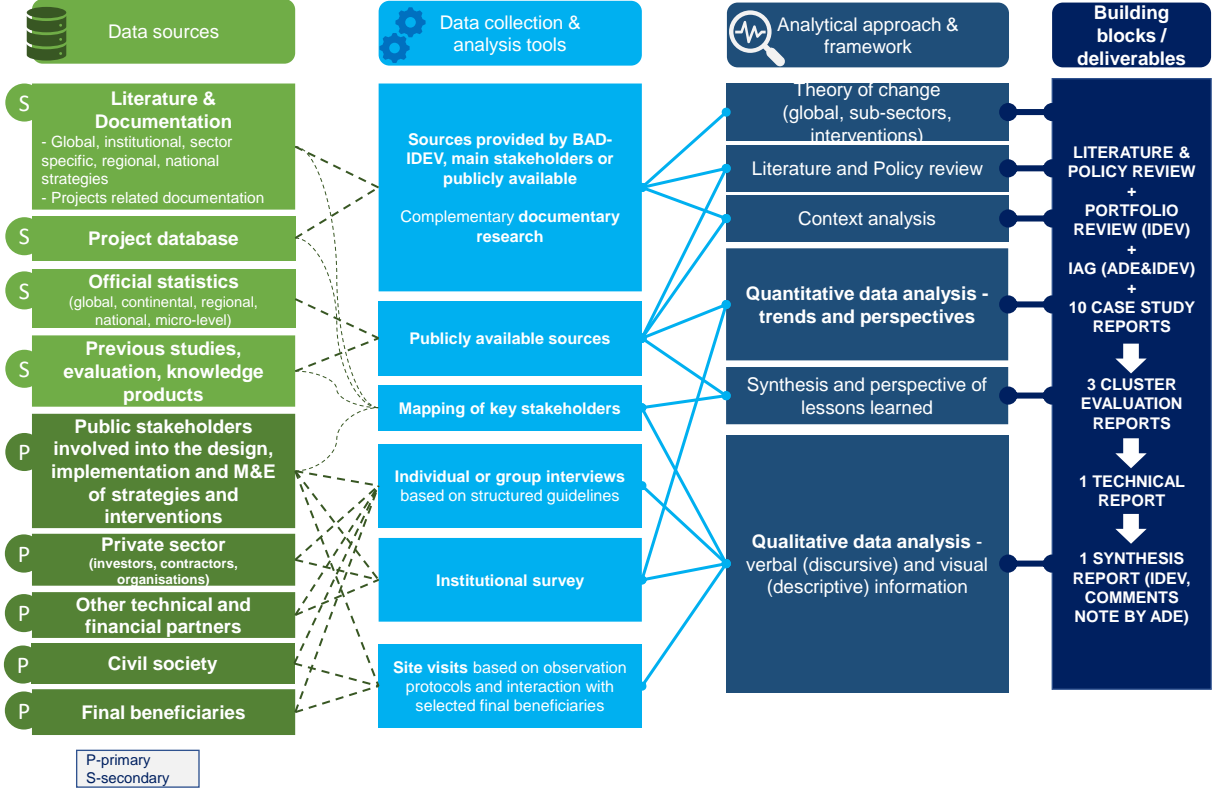 Data sources
S
Literature &
Documentation
- Global, institutional, sector
specific, regional, national
strategies
- Projects related documentation
S
Project database
S
Official statistics
(global, continental, regional,
national, micro-level)
S
Previous studies,
evaluation, knowledge
products
P
Public stakeholders
involved into the design,
implementation and M&E
of strategies and
interventions
P
Private sector
(investors, contractors,
organisations)
P
Other technical and
financial partners
P
Civil society
P
Final beneficiaries
P-primary
S-secondary
Data collection &
analysis tools
Sources provided by BAD-
IDEV, main stakeholders or
publicly available
Complementary documentary
research
Publicly available sources
Mapping of key stakeholders
Individual or group interviews
based on structured guidelines
Institutional survey
Site visits based on observation
protocols and interaction with
selected final beneficiaries
Analytical approach &
framework
Theory of change
(global, sub-sectors,
interventions)
Literature and Policy review
Context analysis
Quantitative data analysis -
trends and perspectives
Synthesis and perspective of
lessons learned
Qualitative data analysis -
verbal (discursive) and visual
(descriptive) information
Building
blocks /
deliverables
LITERATURE &
POLICY REVIEW
+
PORTFOLIO
REVIEW (IDEV)
+
IAG (ADE&IDEV)
+
10 CASE STUDY
REPORTS
3 CLUSTER
EVALUATION
REPORTS
1 TECHNICAL
REPORT
1 SYNTHESIS
REPORT (IDEV,
COMMENTS
NOTE BY ADE)